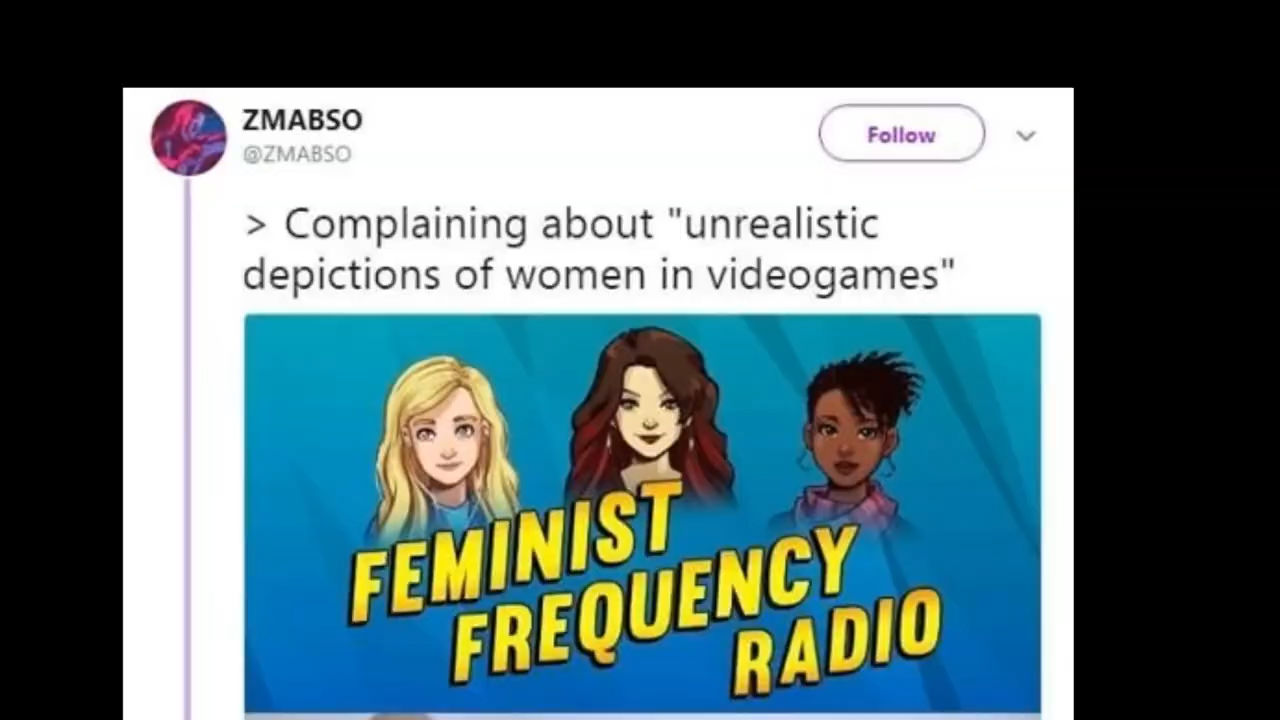 ZMABSO
@ZMABSO
Follow
> Complaining about "unrealistic
depictions of women in videogames"
FEMINIST
FREQUENCY
RADIO